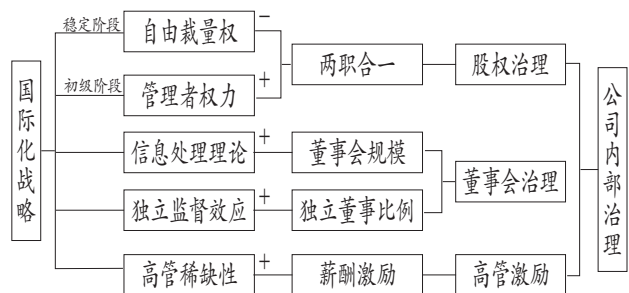 国际化战略
稳定阶段
自由裁量权
−
初级阶段
管理者权力
+
两职合一
股权治理
信息处理理论
+
董事会规模
独立监督效应
+
独立董事比例
董事会治理
高管稀缺性
+
薪酬激励
高管激励
公司内部治理